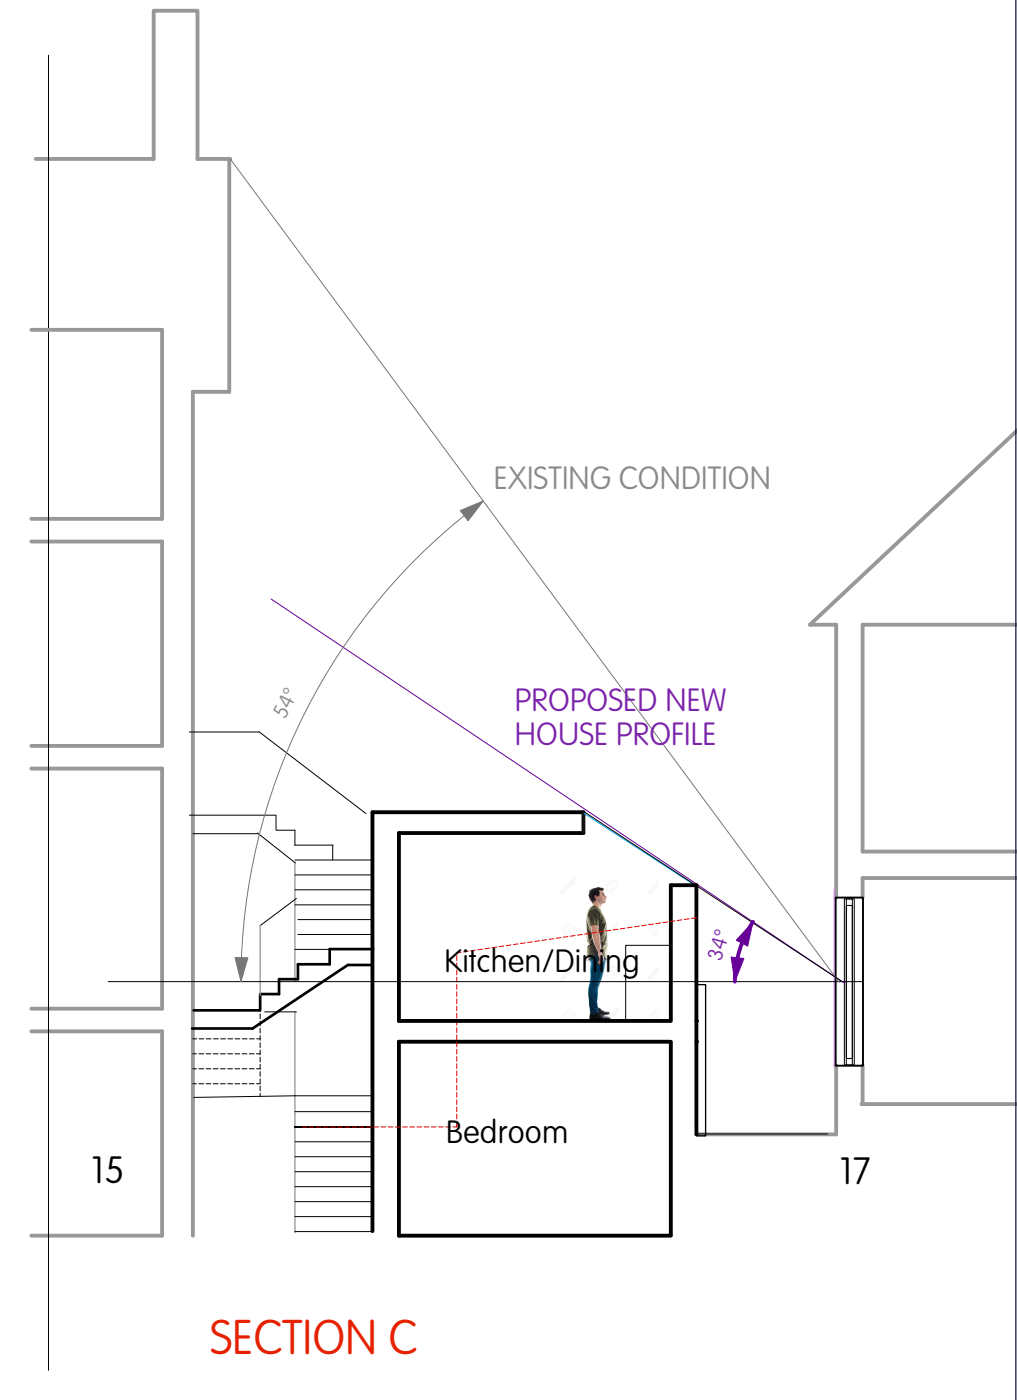 EXISTING CONDITION
54°
PROPOSED NEW
HOUSE PROFILE
34°
Kitchen/Dining
Bedroom
15
17
SECTION C